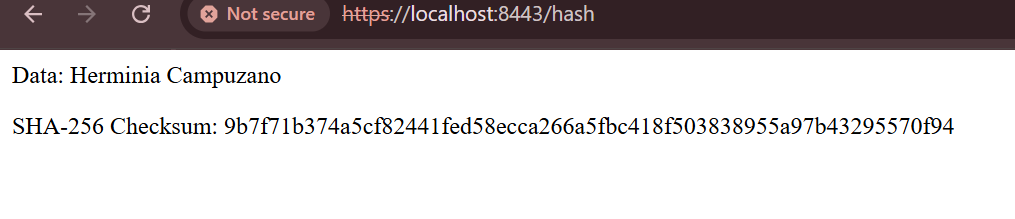 Not secure https://localhost:8443/hash
Data: Herminia Campuzano
SHA-256 Checksum: 9b7f71b374a5cf82441fed58ecca266a5fbc418f503838955a97b43295570f94